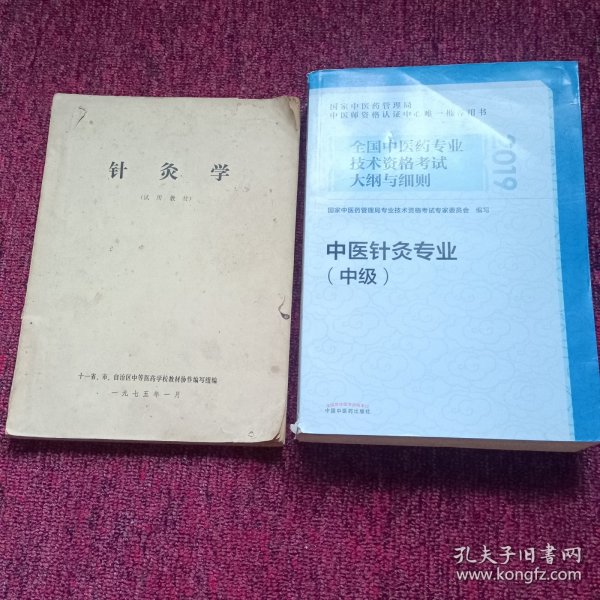 针灸学
(试用教材)
十一省、市、自治区中等医药学校教材协作编写组编
一九七五年一月
国家中医药管理局
中医师资格认证中心唯一推荐用书
2019
全国中医药专业
技术资格考试
大纲与细则
国家中医药管理局专业技术资格考试专家委员会 编写
中医针灸专业
(中级)
中国中医药出版社
孔夫子旧书网
www.kongfz.com